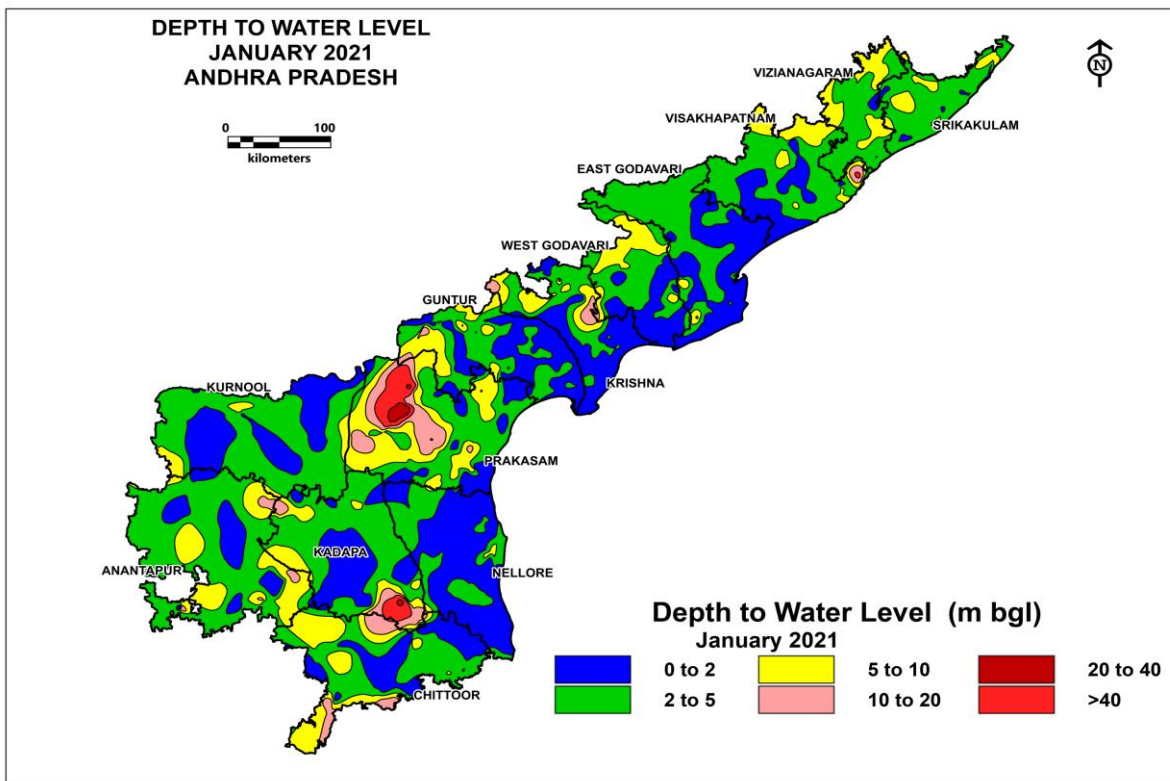 DEPTH TO WATER LEVEL
JANUARY 2021
ANDHRA PRADESH
0 100
kilometers
N
VIZIANAGARAM
VISAKHAPATNAM
SRIKAKULAM
EAST GODAVARI
WEST GODAVARI
GUNTUR
KRISHNA
KURNOOL
PRAKASAM
KADAPA
ANANTAPUR
NELLORE
CHITTOOR
Depth to Water Level (m bgl)
January 2021
0 to 2 5 to 10 20 to 40
2 to 5 10 to 20 >40